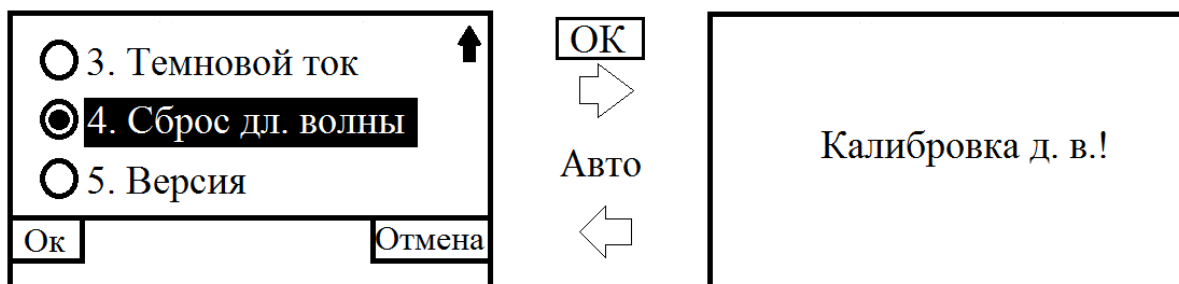 3. Темновой ток
4. Сброс дл. волны
5. Версия
Ок
Отмена
ОК
Авто
Калибровка д. в.!